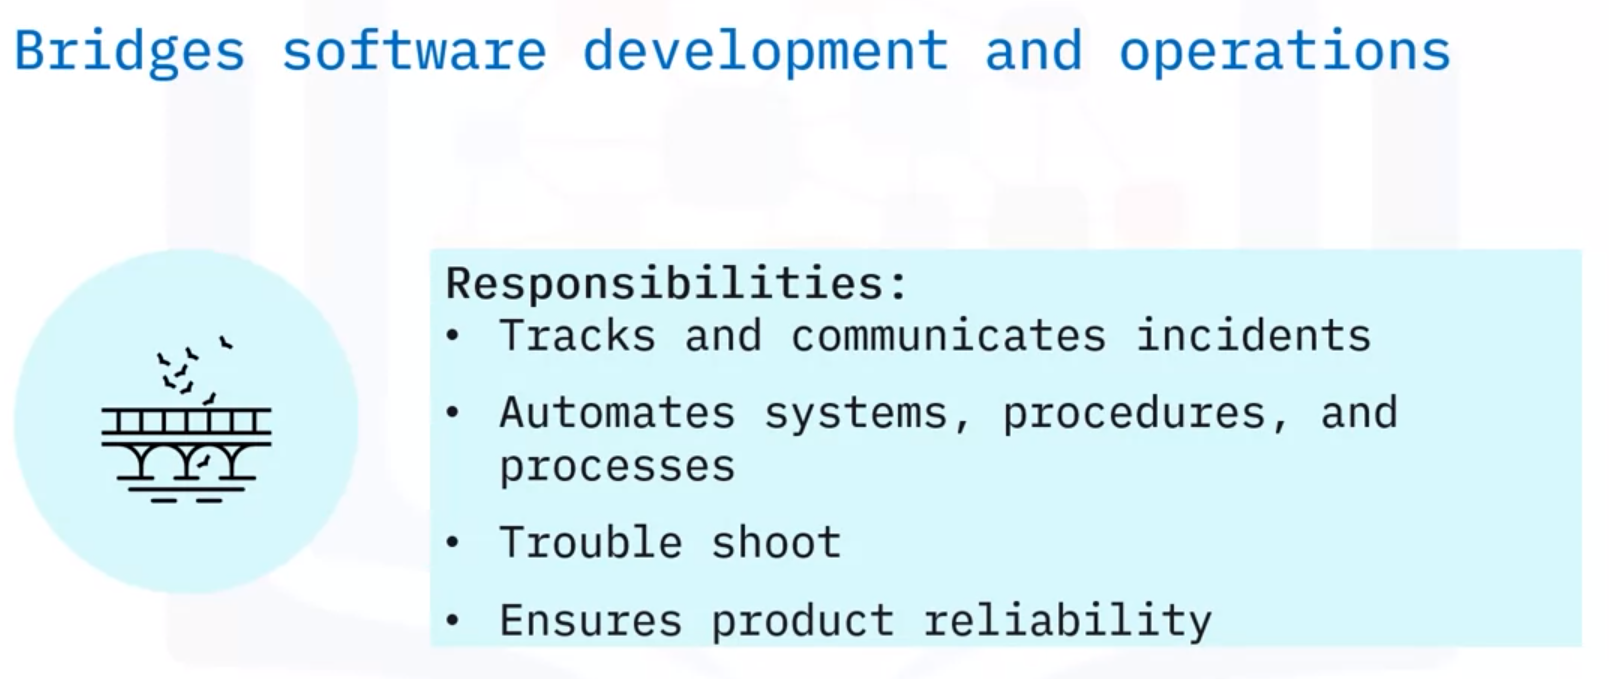 Bridges software development and operations
Responsibilities:
• Tracks and communicates incidents
• Automates systems, procedures, and
processes
• Trouble shoot
• Ensures product reliability